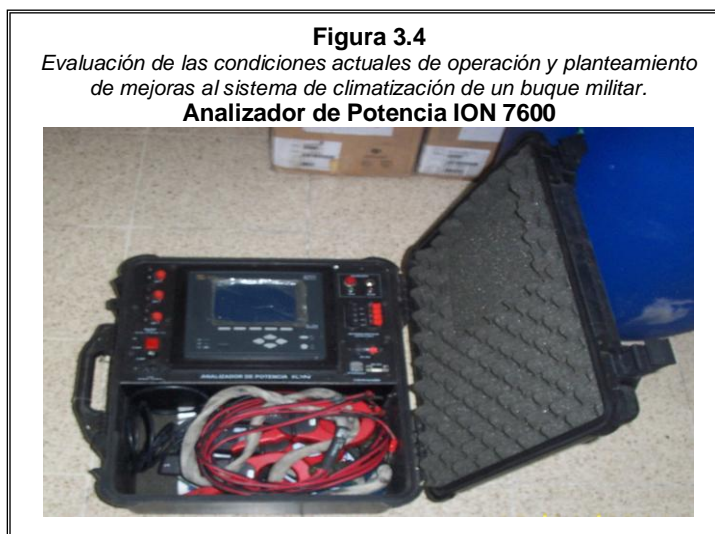 Figura 3.4
Evaluación de las condiciones actuales de operación y planteamiento
de mejoras al sistema de climatización de un buque militar.
Analizador de Potencia ION 7600
ANALIZADOR DE POTENCIA